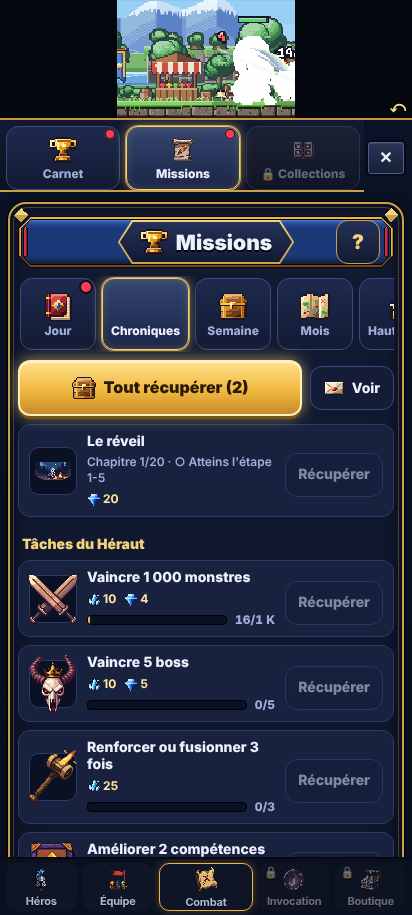 Carnet
Missions
Collections
×
Missions
?
Jour
Chroniques
Semaine
Mois
Haut
Tout récupérer (2)
Voir
Le réveil
Chapitre 1/20 · ○ Atteins l'étape
1-5
20
Récupérer
Tâches du Héraut
Vaincre 1 000 monstres
10 4
16/1 K
Récupérer
Vaincre 5 boss
10 5
0/5
Récupérer
Renforcer ou fusionner 3
fois
25
0/3
Récupérer
Améliorer 2 compétences
Héros
Équipe
Combat
Invocation
Boutique